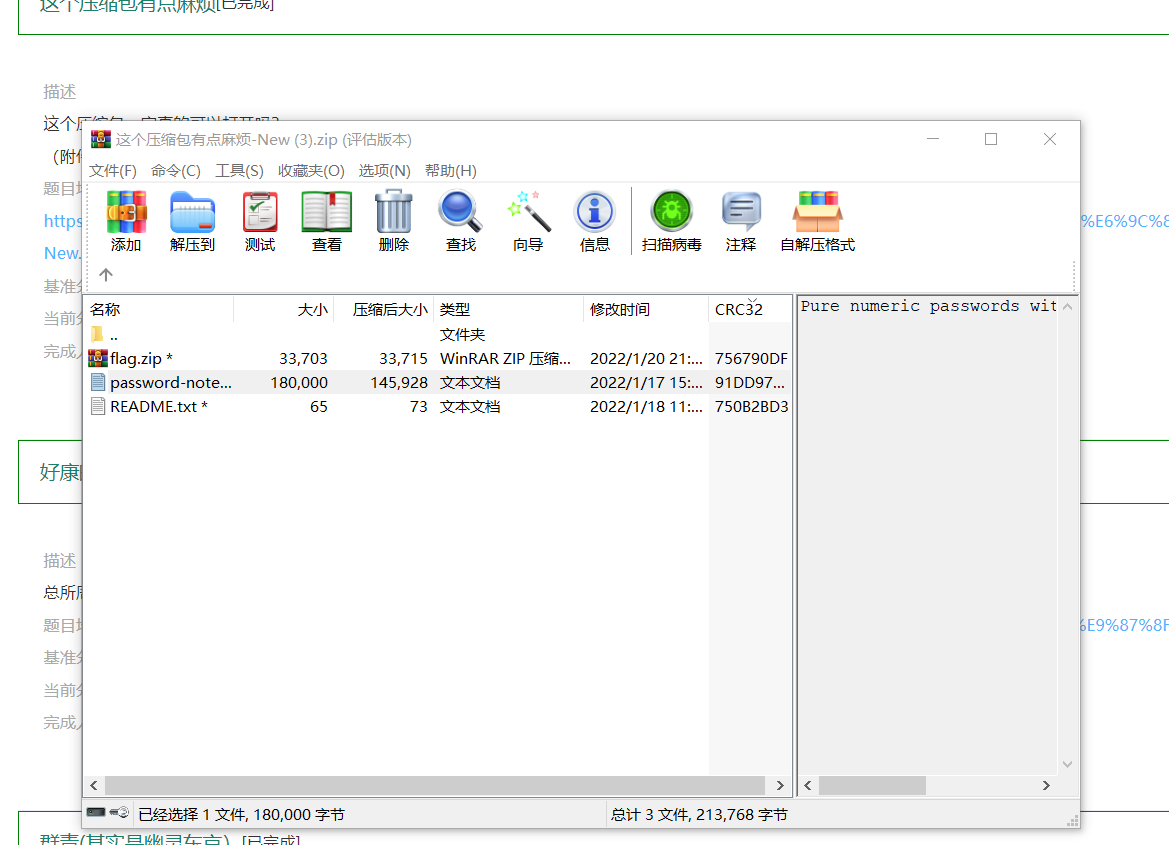 这个压缩包有点麻烦[已完成]
描述
这个压缩包，它真的可以打开吗?
（附件
题目地
https
%E6%9C%8
New.
基准分
当前分
完成人
这个压缩包有点麻烦-New (3).zip (评估版本)
文件(F) 命令(C) 工具(S) 收藏夹(O) 选项(N) 帮助(H)
添加 解压到 测试 查看 删除 查找 向导 信息 扫描病毒 注释 自解压格式
名称 大小 压缩后大小 类型 修改时间 CRC32
.. 文件夹
flag.zip * 33,703 33,715 WinRAR ZIP 压缩... 2022/1/20 21:... 756790DF
password-note... 180,000 145,928 文本文档 2022/1/17 15:... 91DD97...
README.txt * 65 73 文本文档 2022/1/18 11:... 750B2BD3
Pure numeric passwords wit
已经选择 1 文件, 180,000 字节
总计 3 文件, 213,768 字节
好康
描述
总所周
题目地
%E9%87%8F
基准分
当前分
完成人
群青(其实是幽灵东京）[已完成]